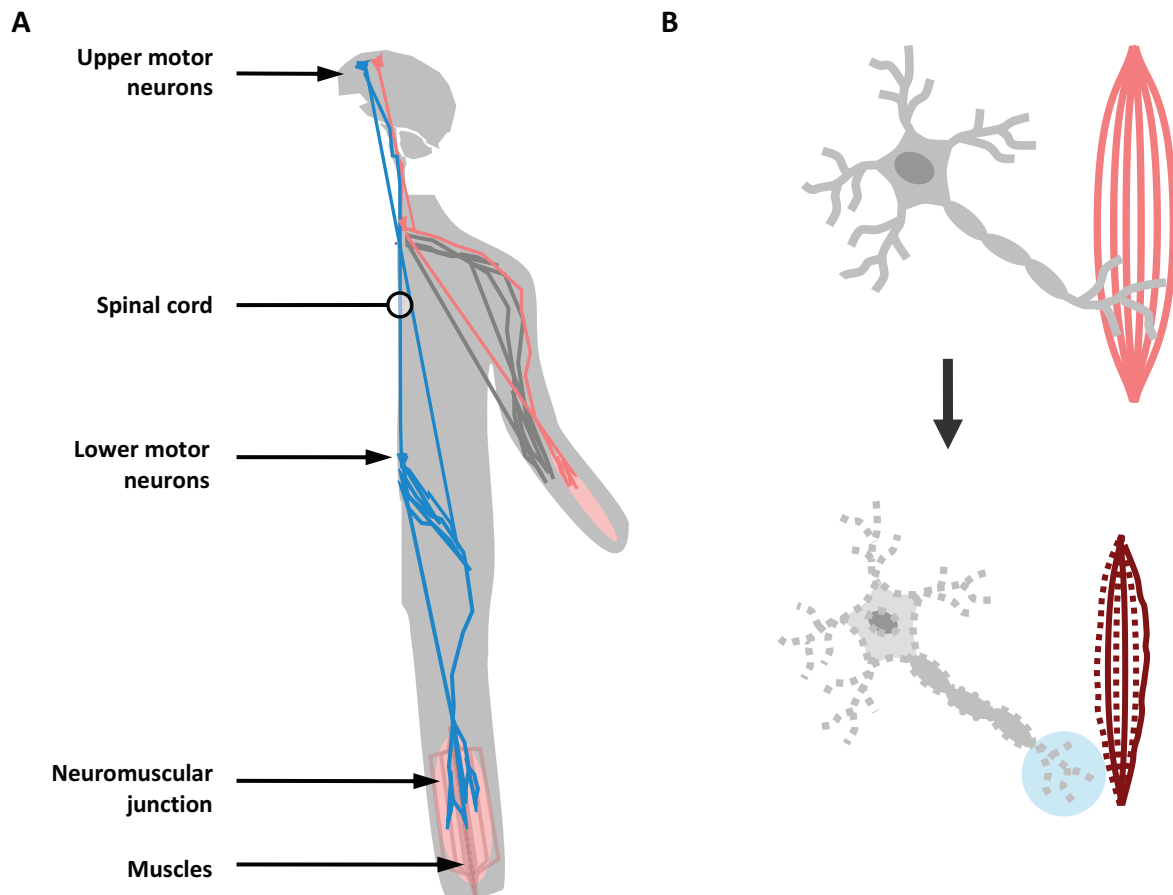 A
B
Upper motor
neurons
Spinal cord
Lower motor
neurons
Neuromuscular
junction
Muscles